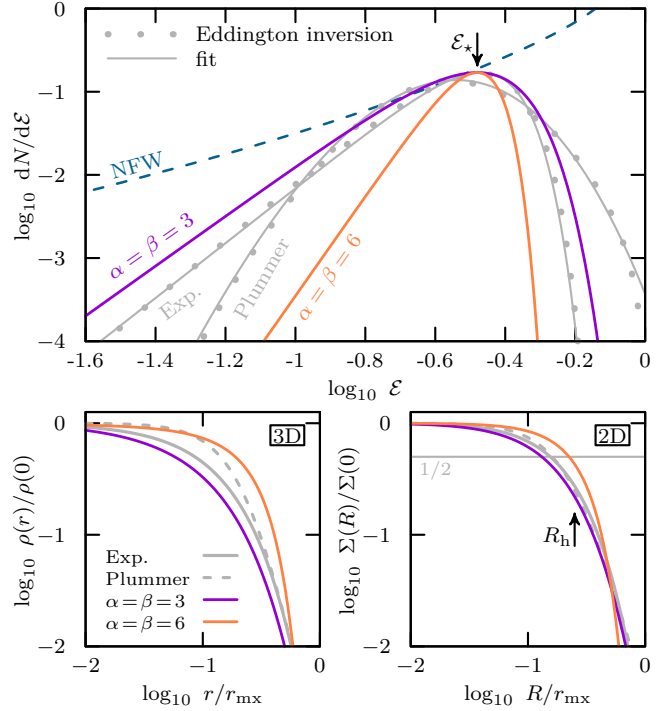 0
−1
−2
−3
−4
log₁₀ dN/dℰ
Eddington inversion
fit
ℰ⋆
NFW
α = β = 3
Exp.
Plummer
α = β = 6
-1.6
-1.4
-1.2
-1
-0.8
-0.6
-0.4
-0.2
0
log₁₀ ℰ
0
−1
−2
log₁₀ ρ(r)/ρ(0)
3D
Exp.
Plummer
α=β=3
α=β=6
−2
−1
0
log₁₀ r/rₘₓ
0
−1
−2
log₁₀ Σ(R)/Σ(0)
2D
1/2
Rₕ
−2
−1
0
log₁₀ R/rₘₓ